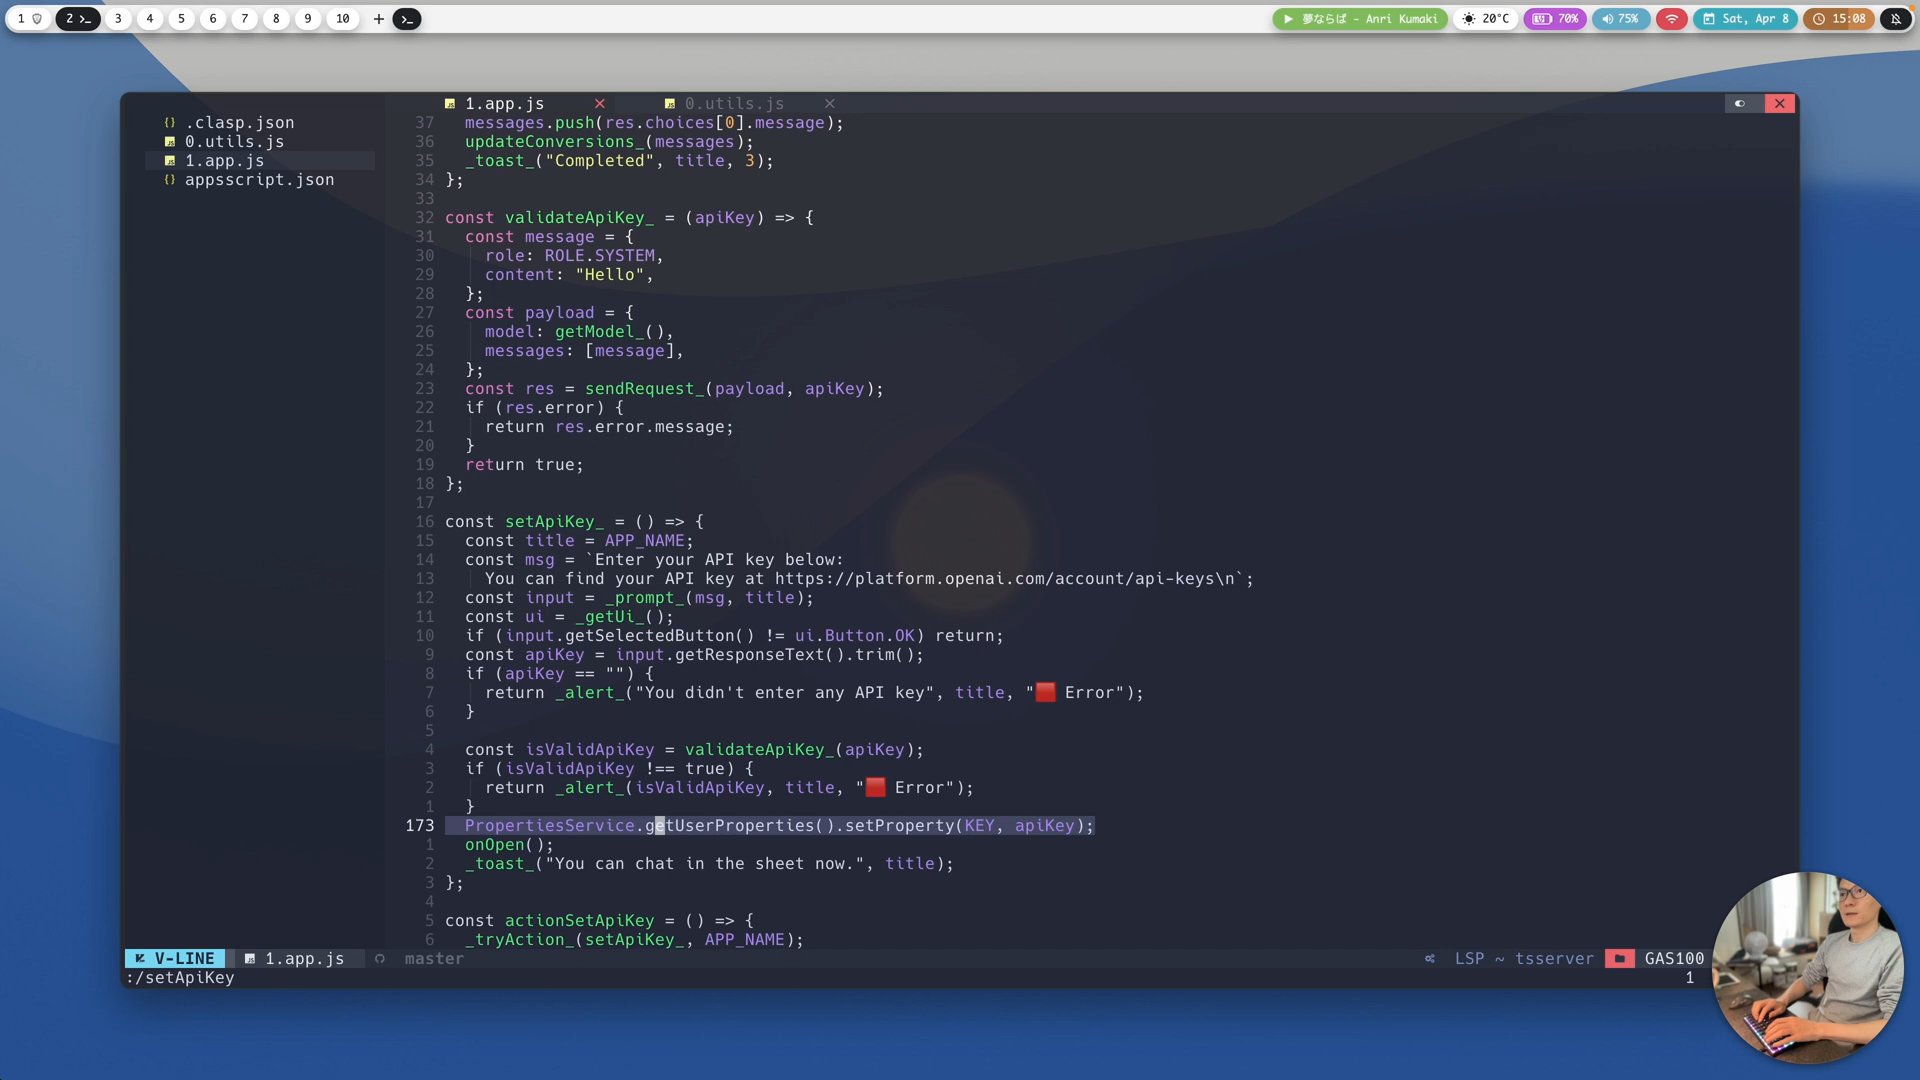 1 2 3 4 5 6 7 8 9 10 +
夢ならば - Anri Kumaki 20°C 70% 75% Sat, Apr 8 15:08
1.app.js 0.utils.js
.clasp.json
0.utils.js
1.app.js
appsscript.json
37 messages.push(res.choices[0].message);
36 updateConversions_(messages);
35 _toast_("Completed", title, 3);
34 };
33
32 const validateApiKey_ = (apiKey) => {
31 const message = {
30 role: ROLE.SYSTEM,
29 content: "Hello",
28 };
27 const payload = {
26 model: getModel_(),
25 messages: [message],
24 };
23 const res = sendRequest_(payload, apiKey);
22 if (res.error) {
21 return res.error.message;
20 }
19 return true;
18 };
17
16 const setApiKey_ = () => {
15 const title = APP_NAME;
14 const msg = `Enter your API key below:
13 You can find your API key at https://platform.openai.com/account/api-keys\n`;
12 const input = _prompt_(msg, title);
11 const ui = _getUi_();
10 if (input.getSelectedButton() != ui.Button.OK) return;
9 const apiKey = input.getResponseText().trim();
8 if (apiKey == "") {
7 return _alert_("You didn't enter any API key", title, "🟥 Error");
6 }
5
4 const isValidApiKey = validateApiKey_(apiKey);
3 if (isValidApiKey !== true) {
2 return _alert_(isValidApiKey, title, "🟥 Error");
1 }
173 PropertiesService.getUserProperties().setProperty(KEY, apiKey);
1 onOpen();
2 _toast_("You can chat in the sheet now.", title);
3 };
4
5 const actionSetApiKey = () => {
6 _tryAction_(setApiKey_, APP_NAME);
V-LINE 1.app.js master LSP ~ tsserver GAS100
:/setApiKey 1